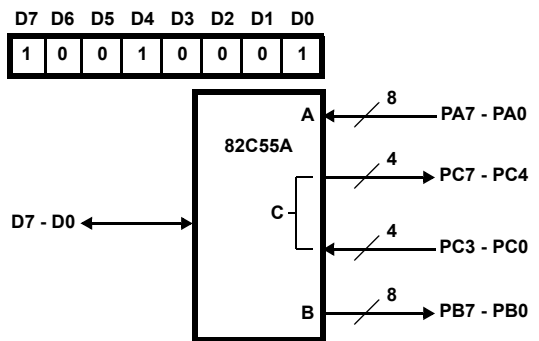 D7 D6 D5 D4 D3 D2 D1 D0
1 0 0 1 0 0 0 1
8
A PA7 - PA0
82C55A
4
PC7 - PC4
C
D7 - D0
4
PC3 - PC0
8
B PB7 - PB0